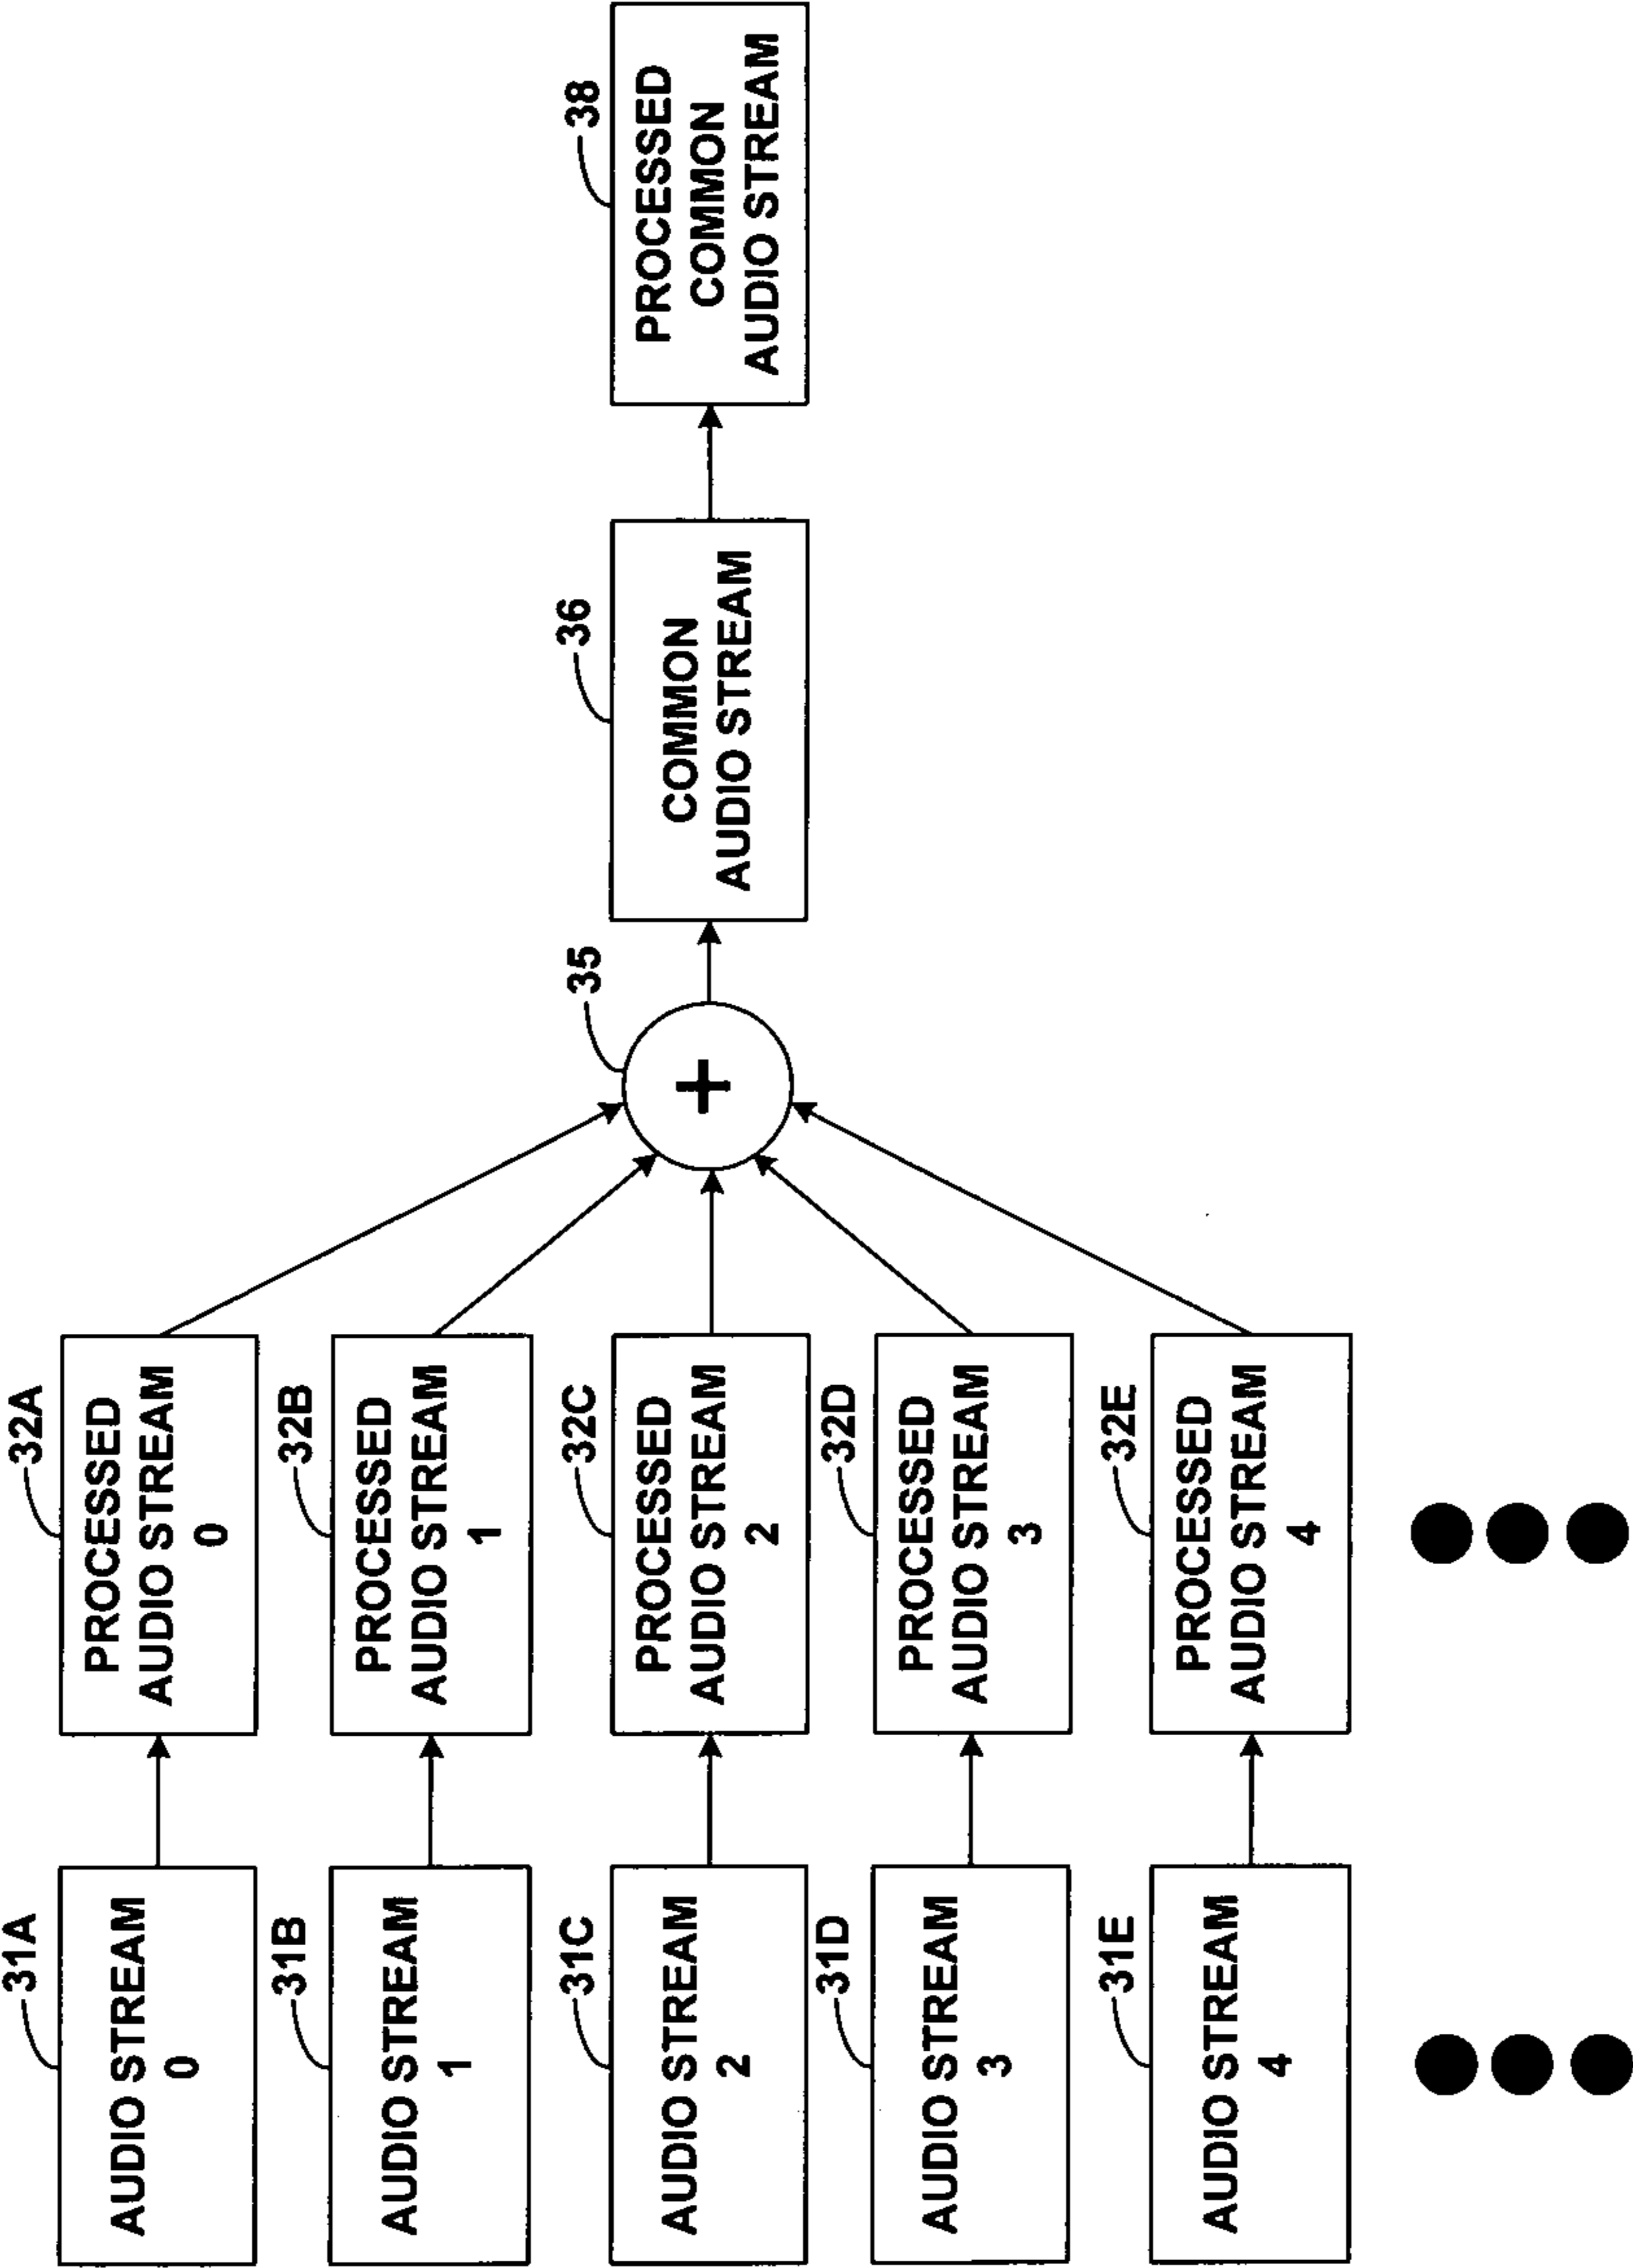 31A
AUDIO STREAM
0
32A
PROCESSED
AUDIO STREAM
0
31B
AUDIO STREAM
1
32B
PROCESSED
AUDIO STREAM
1
31C
AUDIO STREAM
2
32C
PROCESSED
AUDIO STREAM
2
31D
AUDIO STREAM
3
32D
PROCESSED
AUDIO STREAM
3
31E
AUDIO STREAM
4
32E
PROCESSED
AUDIO STREAM
4
35
+
36
COMMON
AUDIO STREAM
38
PROCESSED
COMMON
AUDIO STREAM